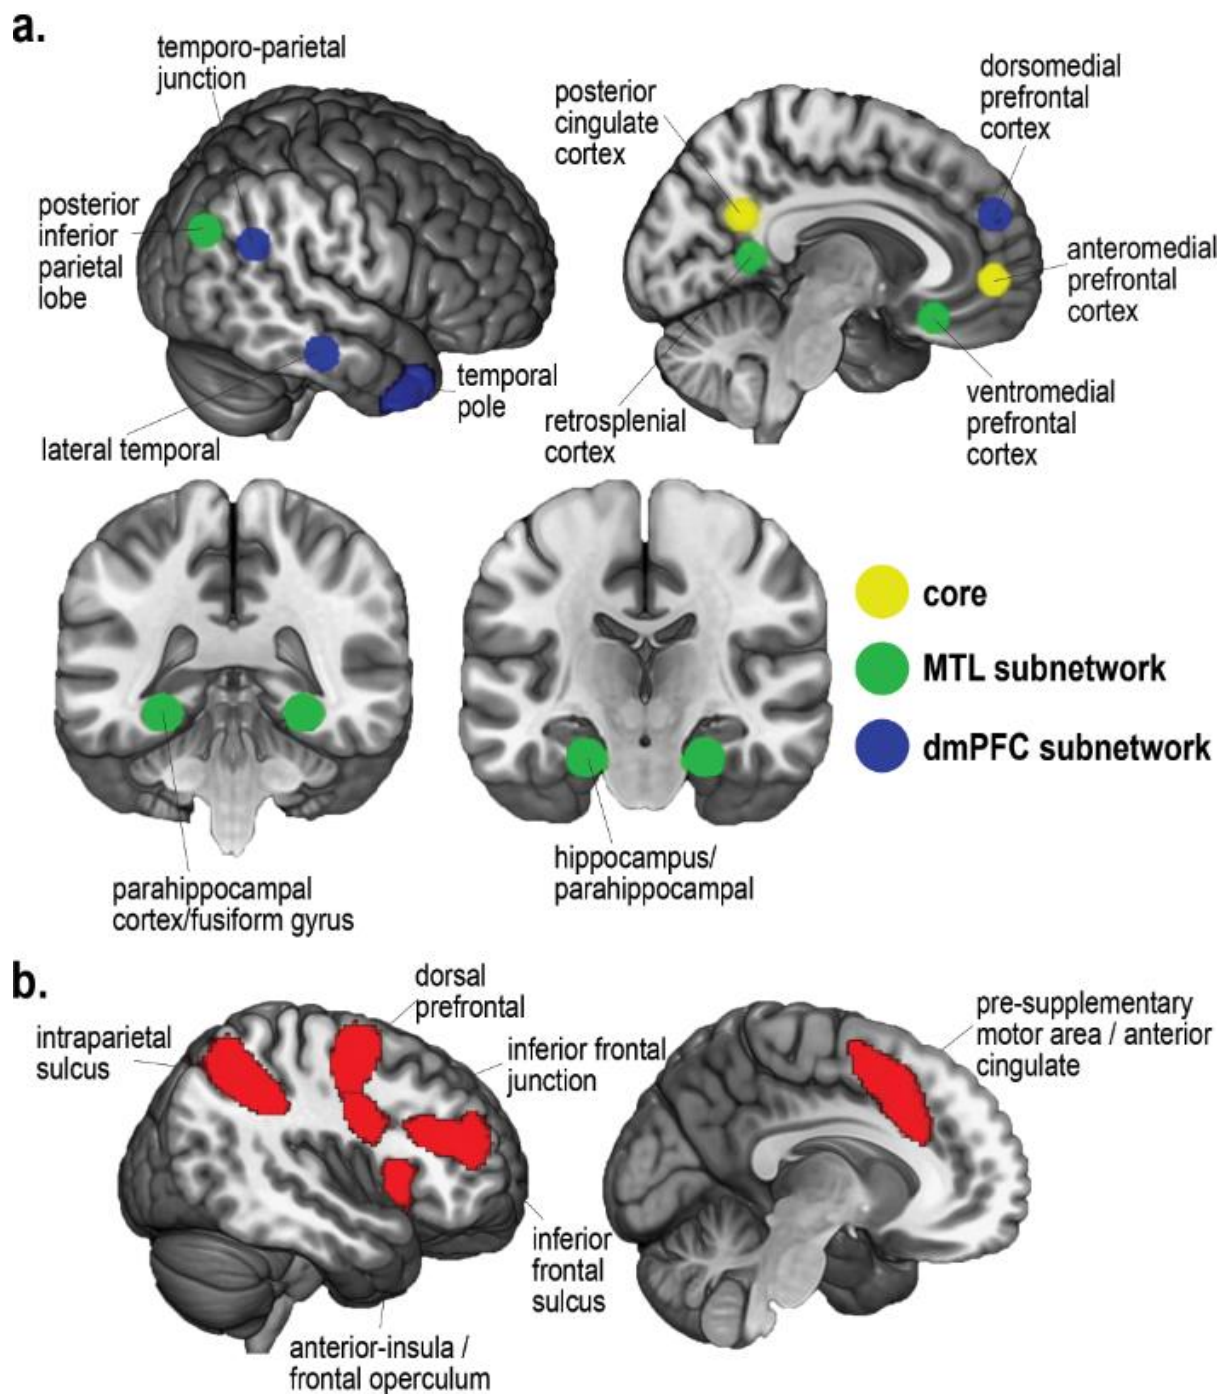 a.
temporo-parietal
junction
posterior
inferior
parietal
lobe
lateral temporal
temporal
pole
posterior
cingulate
cortex
dorsomedial
prefrontal
cortex
anteromedial
prefrontal
cortex
ventromedial
prefrontal
cortex
retrosplenial
cortex
core
MTL subnetwork
dmPFC subnetwork
parahippocampal
cortex/fusiform gyrus
hippocampus/
parahippocampal
b.
intraparietal
sulcus
dorsal
prefrontal
inferior frontal
junction
inferior
frontal
sulcus
anterior-insula /
frontal operculum
pre-supplementary
motor area / anterior
cingulate